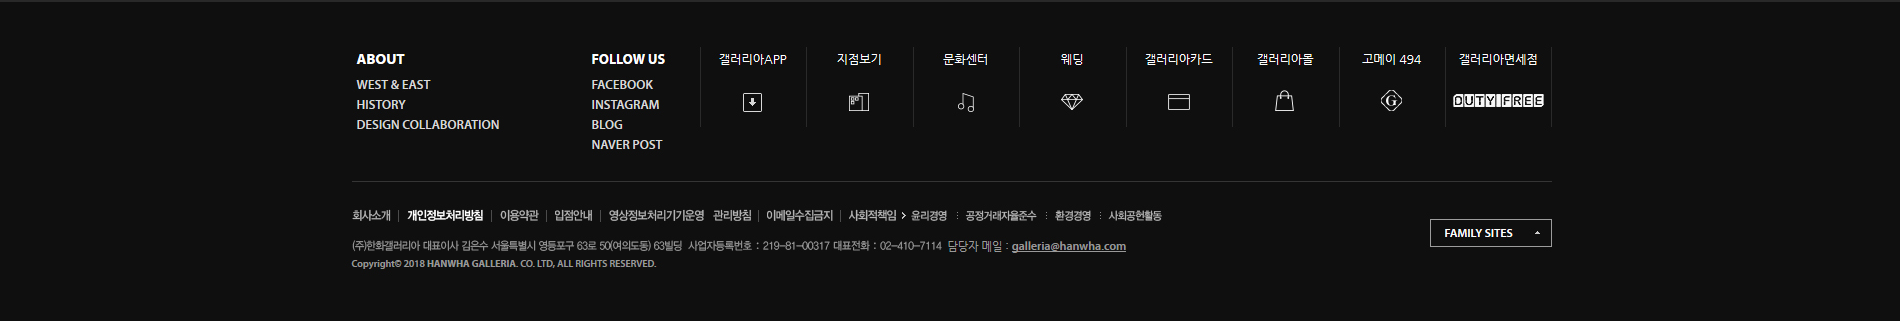 ABOUT
WEST & EAST
HISTORY
DESIGN COLLABORATION
FOLLOW US
FACEBOOK
INSTAGRAM
BLOG
NAVER POST
갤러리아APP
지점보기
문화센터
웨딩
갤러리아카드
갤러리아몰
고메이 494
G
갤러리아면세점
DUTY FREE
회사소개 | 개인정보처리방침 | 이용약관 | 입점안내 | 영상정보처리기기운영 관리방침 | 이메일수집금지 | 사회적책임 > 윤리경영 : 공정거래자율준수 : 환경경영 : 사회공헌활동
(주)한화갤러리아 대표이사 김은수 서울특별시 영등포구 63로 50(여의도동) 63빌딩 사업자등록번호 : 219-81-00317 대표전화 : 02-410-7114 담당자 메일 : galleria@hanwha.com
Copyright© 2018 HANWHA GALLERIA. CO. LTD, ALL RIGHTS RESERVED.
FAMILY SITES